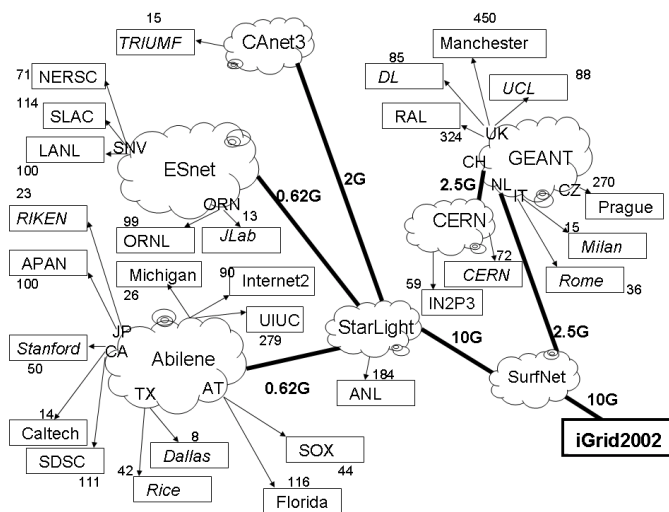 15
TRIUMF
CAnet3
450
Manchester
85
DL
UCL
88
71
NERSC
114
SLAC
RAL
324
UK
LANL
SNV
100
ESnet
CH
GEANT
2.5G
NL
IT
CZ
270
Prague
2G
0.62G
23
RIKEN
ORN
99
ORNL
13
JLab
CERN
15
Milan
72
CERN
Rome
36
APAN
100
Michigan
26
90
Internet2
59
IN2P3
UIUC
279
JP
CA
Abilene
StarLight
2.5G
10G
Stanford
50
0.62G
SurfNet
TX
AT
184
ANL
10G
14
Caltech
iGrid2002
SDSC
111
8
Dallas
SOX
44
42
Rice
116
Florida